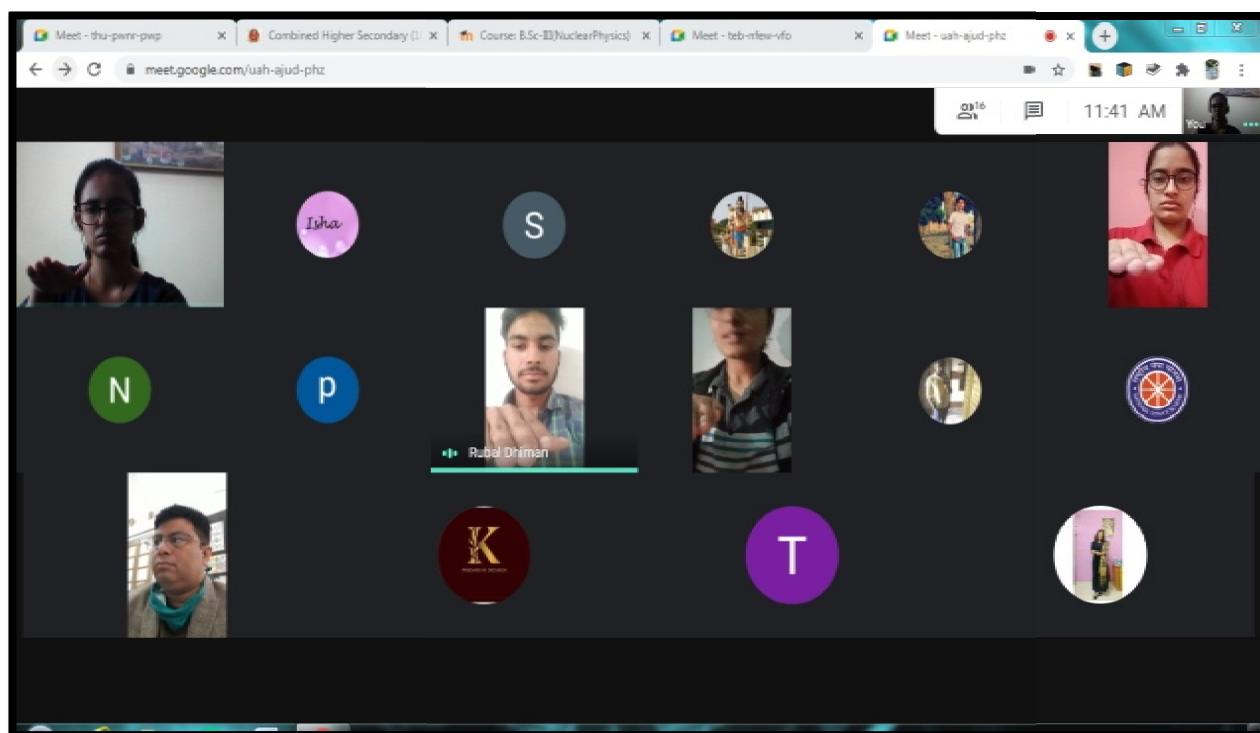 Meet - thu-pwnr-pwp
Combined Higher Secondary (1
Course: B.Sc-III(NuclearPhysics)
Meet - teb-mfew-vfo
Meet - uah-ajud-phz
meet.google.com/uah-ajud-phz
16
11:41 AM
You
Isha
S
N
p
Rubal Dhiman
K
T